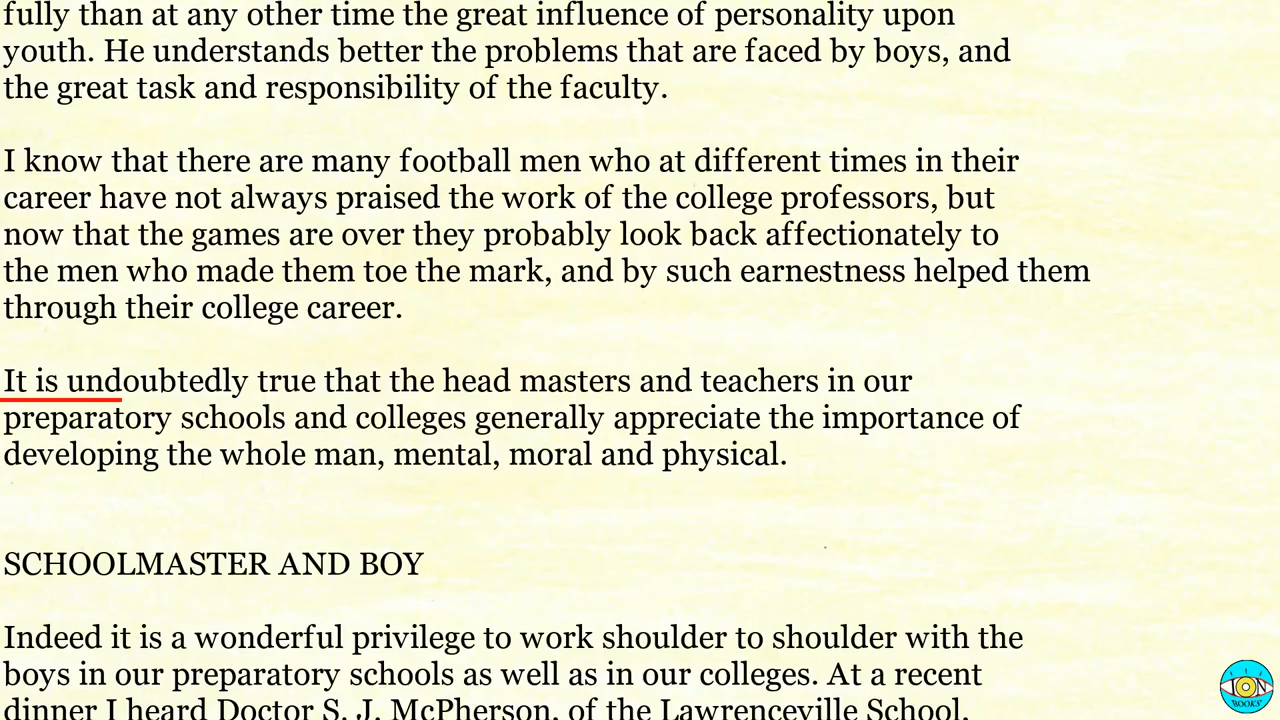 fully than at any other time the great influence of personality upon
youth. He understands better the problems that are faced by boys, and
the great task and responsibility of the faculty.
I know that there are many football men who at different times in their
career have not always praised the work of the college professors, but
now that the games are over they probably look back affectionately to
the men who made them toe the mark, and by such earnestness helped them
through their college career.
It is undoubtedly true that the head masters and teachers in our
preparatory schools and colleges generally appreciate the importance of
developing the whole man, mental, moral and physical.
SCHOOLMASTER AND BOY
Indeed it is a wonderful privilege to work shoulder to shoulder with the
boys in our preparatory schools as well as in our colleges. At a recent
dinner I heard Doctor S. J. McPherson, of the Lawrenceville School,
ION
BOOKS